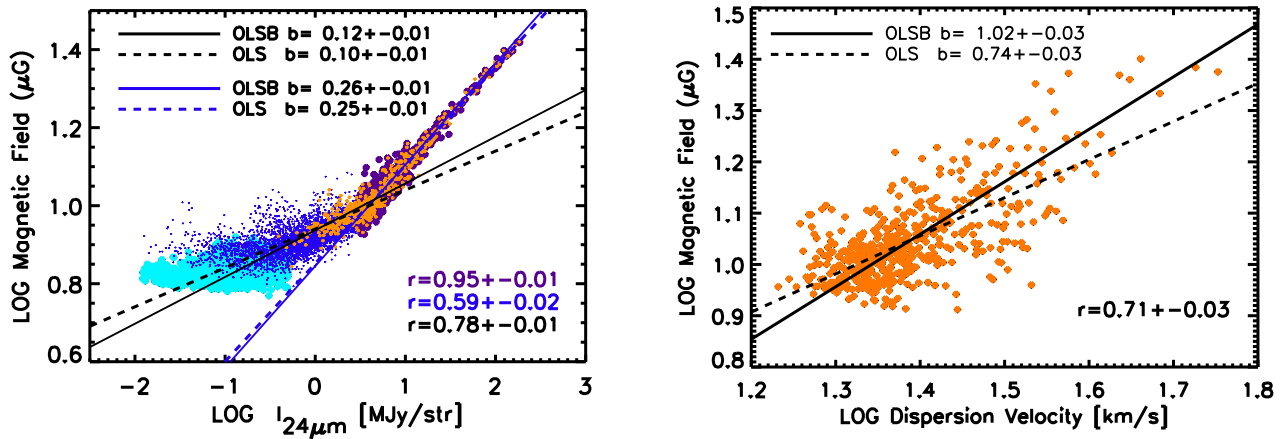 OLSB b= 0.12+-0.01
OLS b= 0.10+-0.01
OLSB b= 0.26+-0.01
OLS b= 0.25+-0.01
r=0.95+-0.01
r=0.59+-0.02
r=0.78+-0.01
1.4
1.2
1.0
0.8
0.6
LOG Magnetic Field (μG)
-2
-1
0
1
2
3
LOG I24μm [MJy/str]
OLSB b= 1.02+-0.03
OLS b= 0.74+-0.03
r=0.71+-0.03
1.5
1.4
1.3
1.2
1.1
1.0
0.9
0.8
LOG Magnetic Field (μG)
1.2
1.3
1.4
1.5
1.6
1.7
1.8
LOG Dispersion Velocity [km/s]